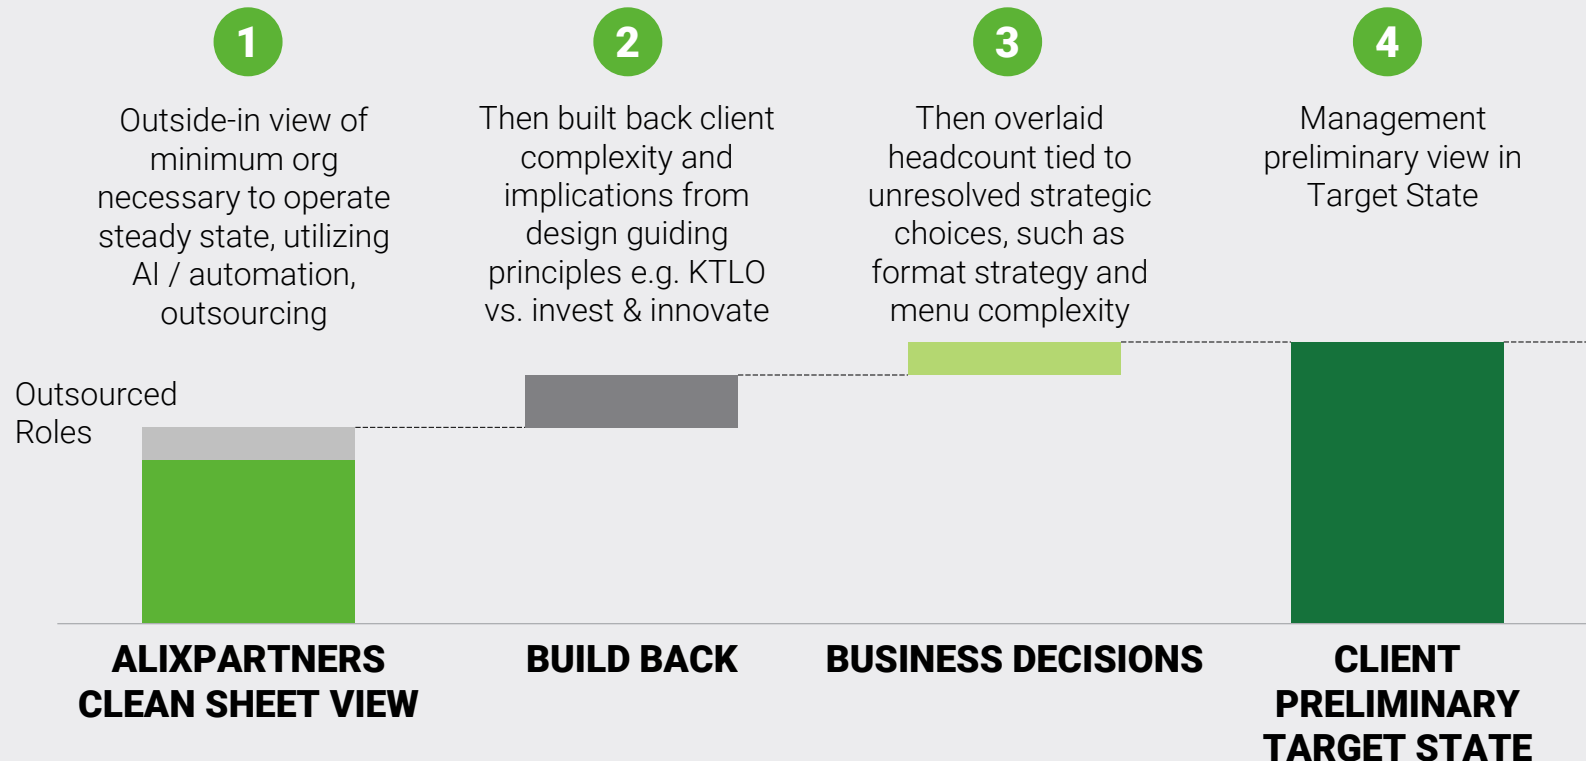 1
Outside-in view of
minimum org
necessary to operate
steady state, utilizing
AI / automation,
outsourcing
2
Then built back client
complexity and
implications from
design guiding
principles e.g. KTLO
vs. invest & innovate
3
Then overlaid
headcount tied to
unresolved strategic
choices, such as
format strategy and
menu complexity
4
Management
preliminary view in
Target State
Outsourced
Roles
ALIXPARTNERS
CLEAN SHEET VIEW
BUILD BACK
BUSINESS DECISIONS
CLIENT
PRELIMINARY
TARGET STATE